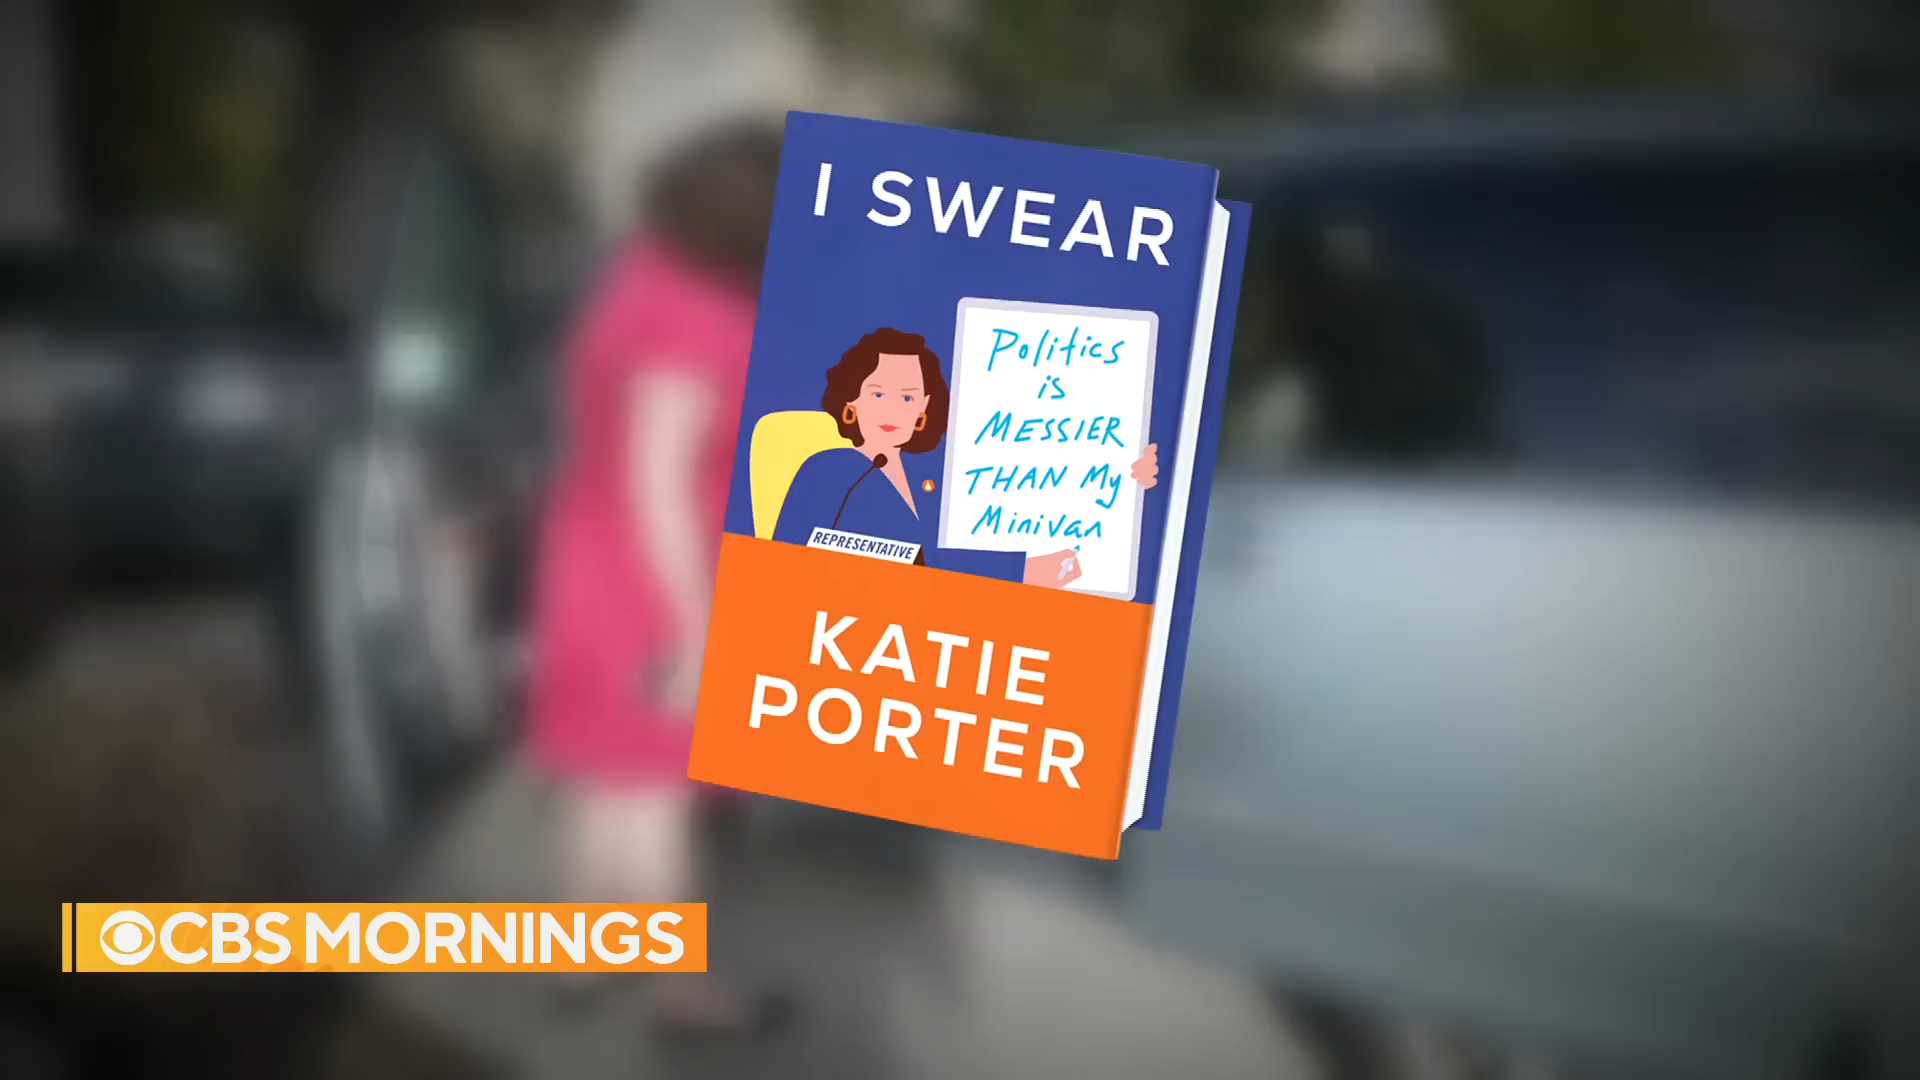 I SWEAR
Politics
is
MESSIER
THAN My
Minivan
REPRESENTATIVE
KATIE
PORTER
CBS MORNINGS